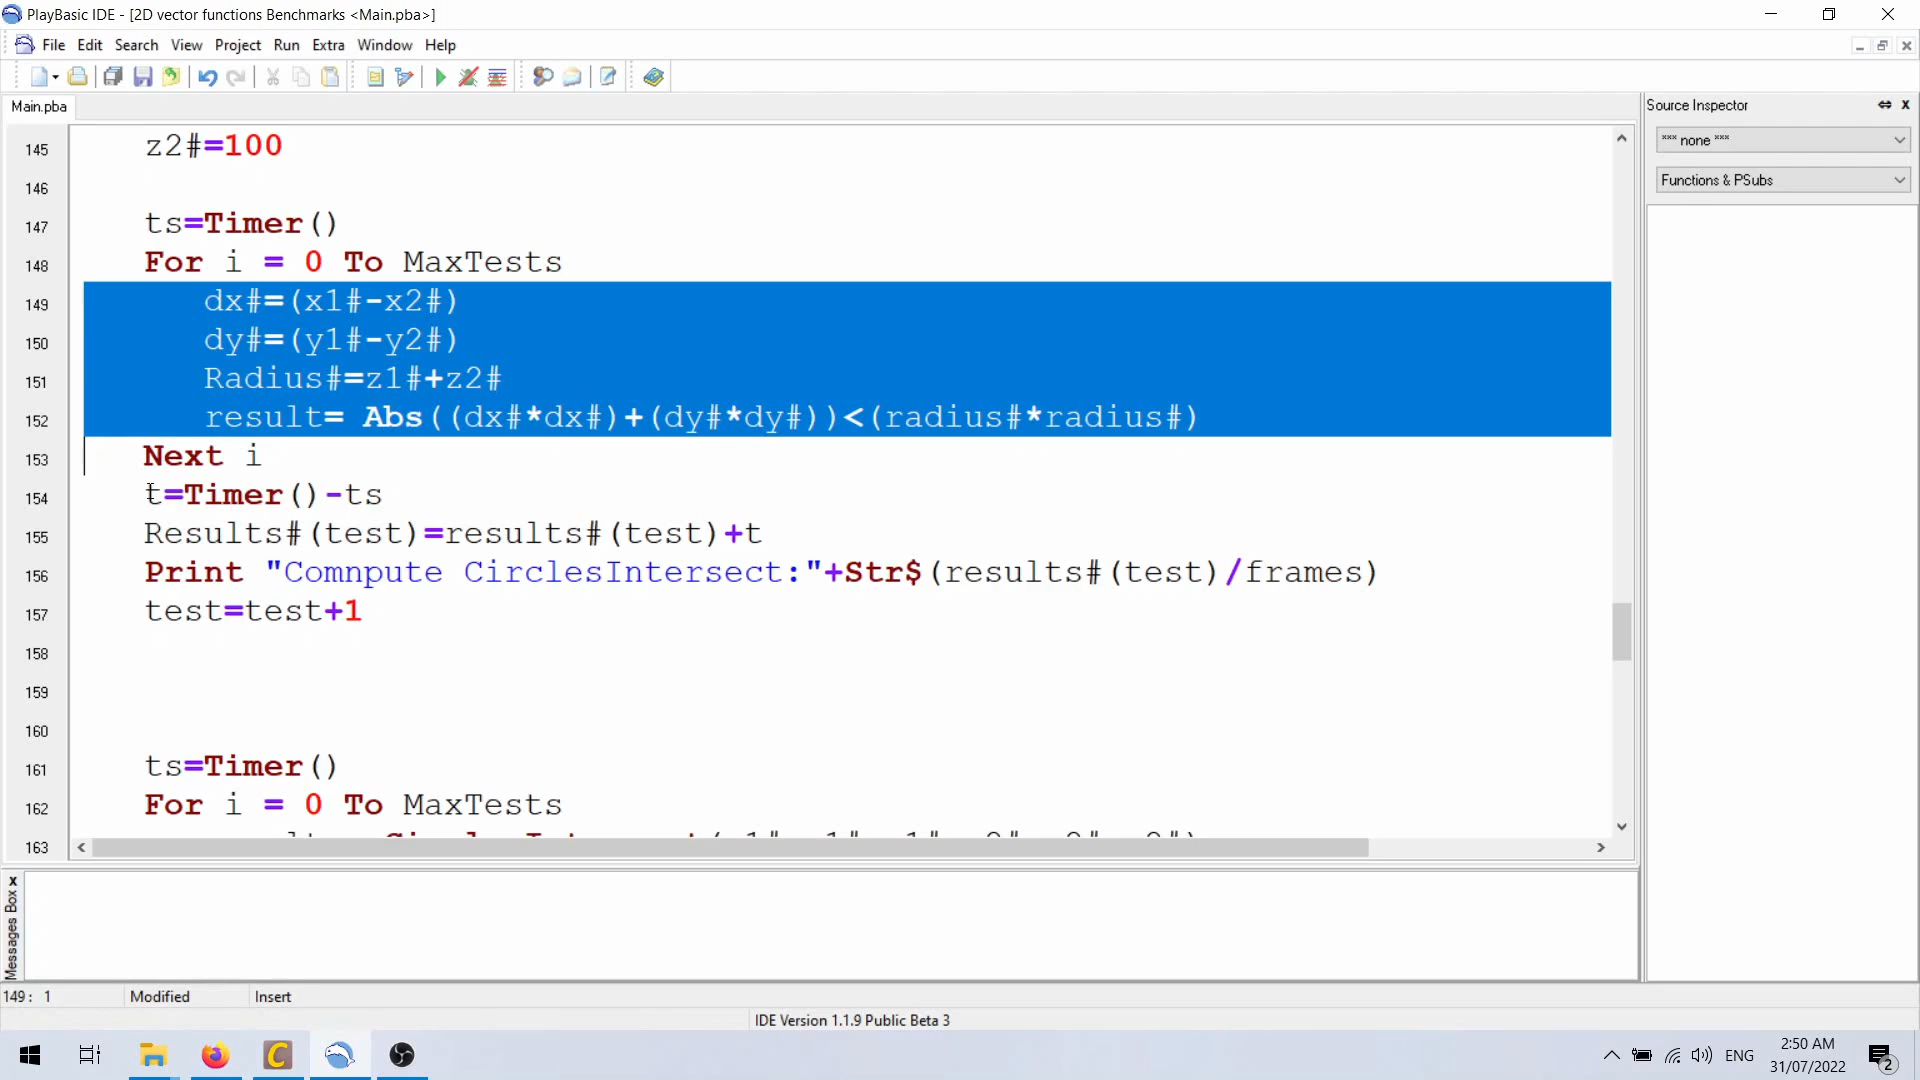 PlayBasic IDE - [2D vector functions Benchmarks <Main.pba>]
File Edit Search View Project Run Extra Window Help
Main.pba
Source Inspector
*** none ***
Functions & PSubs
145 z2#=100
146
147 ts=Timer()
148 For i = 0 To MaxTests
149 dx#=(x1#-x2#)
150 dy#=(y1#-y2#)
151 Radius#=z1#+z2#
152 result= Abs((dx#*dx#)+(dy#*dy#))<(radius#*radius#)
153 Next i
154 t=Timer()-ts
155 Results#(test)=results#(test)+t
156 Print "Comnpute CirclesIntersect:"+Str$(results#(test)/frames)
157 test=test+1
158
159
160
161 ts=Timer()
162 For i = 0 To MaxTests
163
Messages Box
149: 1 Modified Insert
IDE Version 1.1.9 Public Beta 3
ENG
2:50 AM
31/07/2022
2